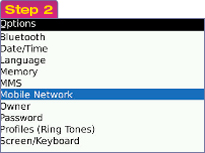 Step 2
Options
Bluetooth
Date/Time
Language
Memory
MMS
Mobile Network
Owner
Password
Profiles (Ring Tones)
Screen/Keyboard